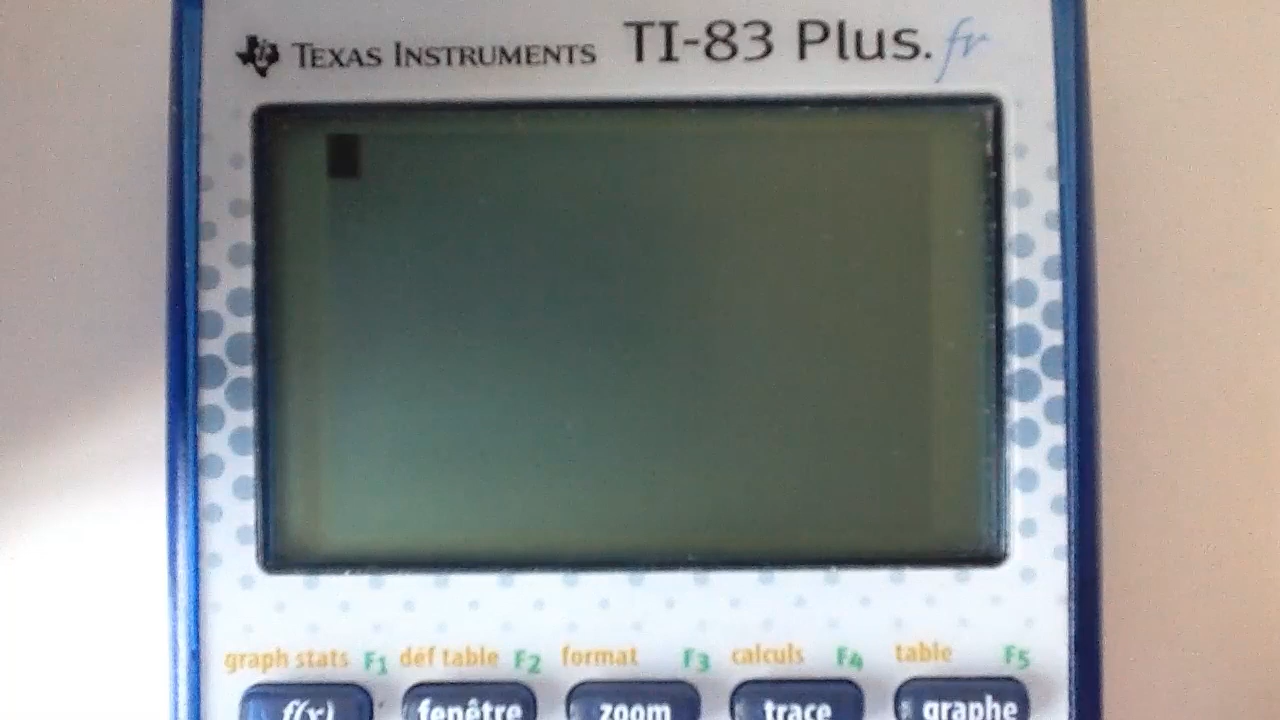 TEXAS INSTRUMENTS TI-83 Plus.fr
graph stats F1 déf table F2 format F3 calculs F4 table F5
f(x) fenêtre zoom trace graphe